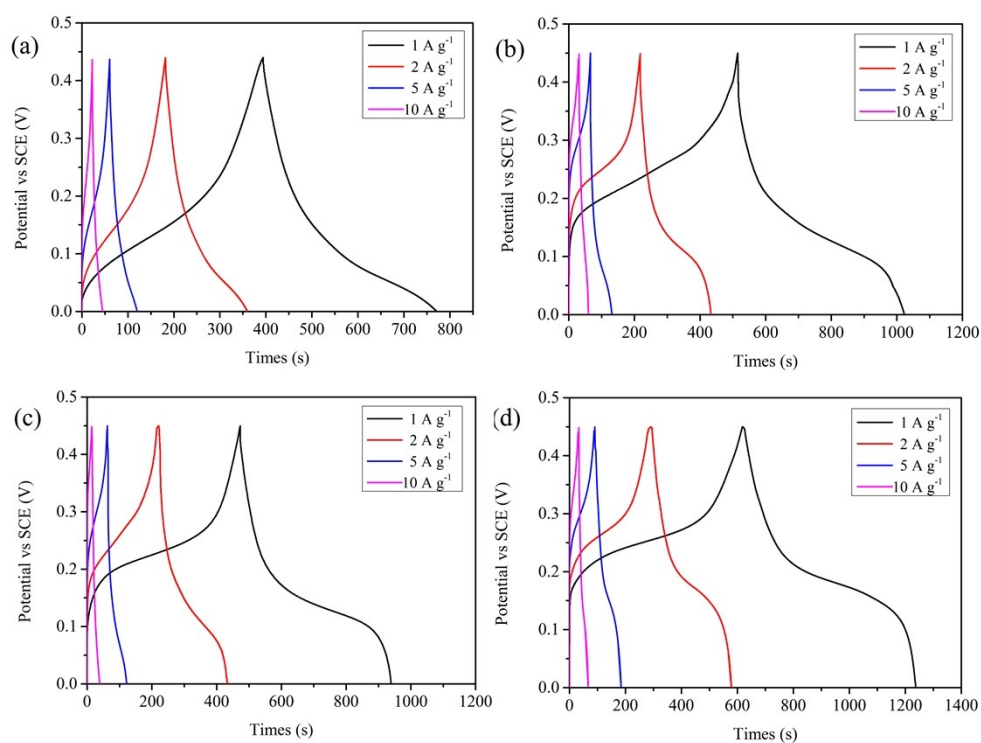 (a)
0.5
0.4
0.3
0.2
0.1
0.0
Potential vs SCE (V)
0 100 200 300 400 500 600 700 800
Times (s)
1 A g⁻¹
2 A g⁻¹
5 A g⁻¹
10 A g⁻¹
(b)
0.5
0.4
0.3
0.2
0.1
0.0
Potential vs SCE (V)
0 200 400 600 800 1000 1200
Times (s)
1 A g⁻¹
2 A g⁻¹
5 A g⁻¹
10 A g⁻¹
(c)
0.5
0.4
0.3
0.2
0.1
0.0
Potential vs SCE (V)
0 200 400 600 800 1000 1200
Times (s)
1 A g⁻¹
2 A g⁻¹
5 A g⁻¹
10 A g⁻¹
(d)
0.5
0.4
0.3
0.2
0.1
0.0
Potential vs SCE (V)
0 200 400 600 800 1000 1200 1400
Times (s)
1 A g⁻¹
2 A g⁻¹
5 A g⁻¹
10 A g⁻¹